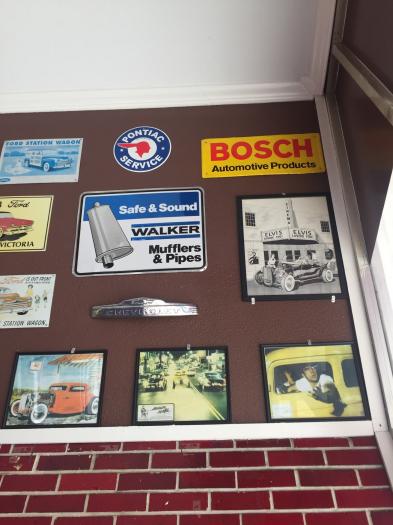 FORD STATION WAGON
PONTIAC
SERVICE
BOSCH
Automotive Products
Ford
VICTORIA
Safe & Sound
WALKER
Mufflers
& Pipes
CINEMA
ELVIS
ELVIS
CHEVROLET
STATION WAGON